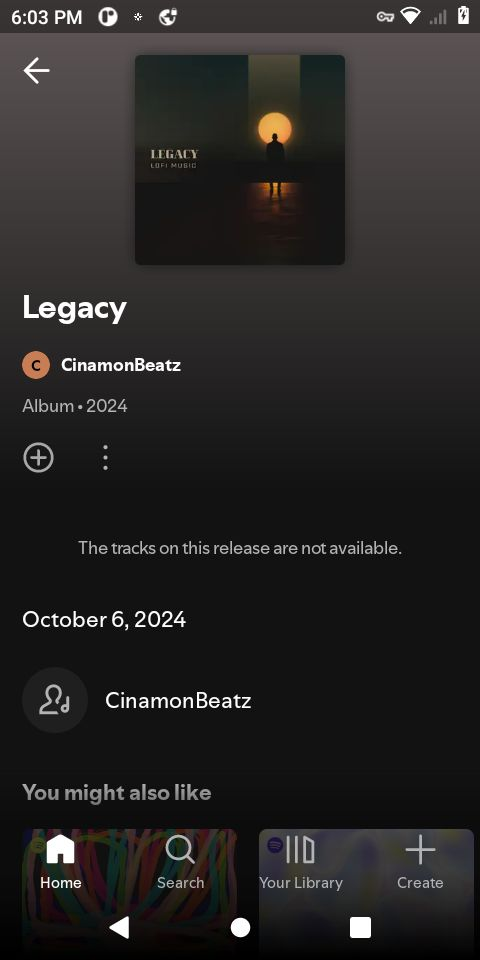 6:03 PM
LEGACY
LOFI MUSIC
Legacy
C
CinamonBeatz
Album • 2024
The tracks on this release are not available.
October 6, 2024
CinamonBeatz
You might also like
Home
Search
Your Library
Create